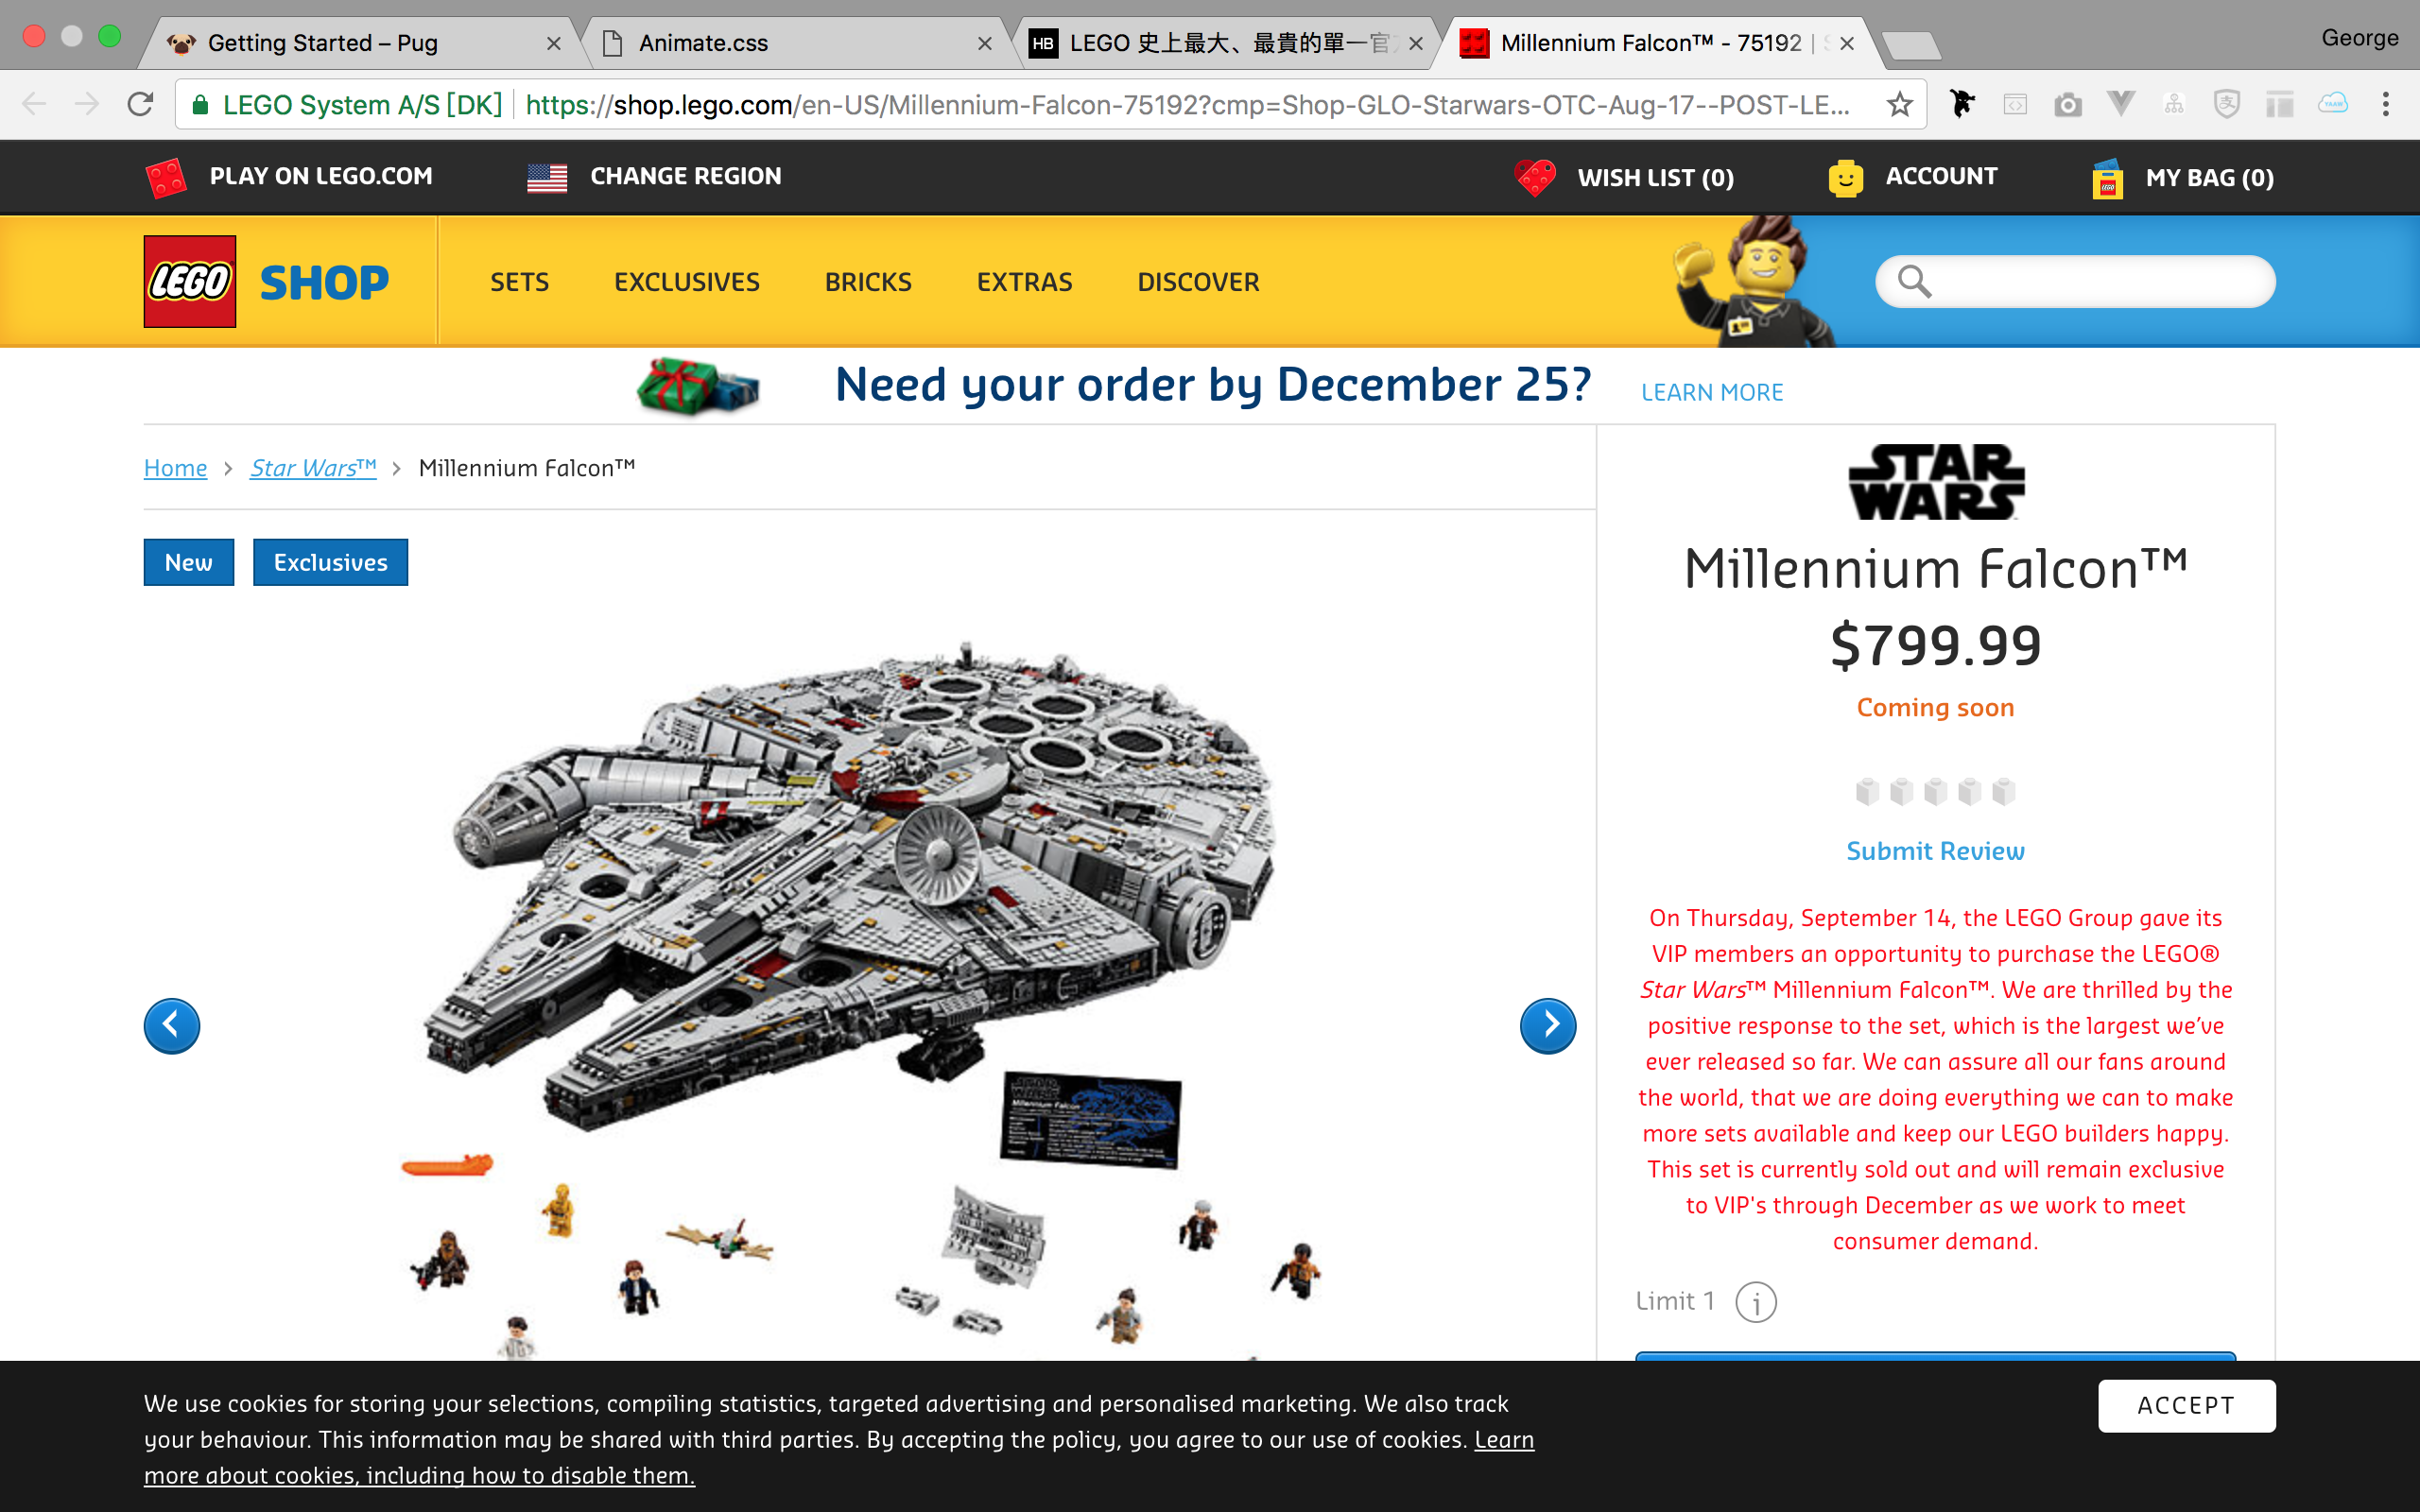 Getting Started – Pug
Animate.css
LEGO 史上最大、最貴的單一官
Millennium Falcon™ - 75192 |
George
LEGO System A/S [DK]
https://shop.lego.com/en-US/Millennium-Falcon-75192?cmp=Shop-GLO-Starwars-OTC-Aug-17--POST-LE...
PLAY ON LEGO.COM
CHANGE REGION
WISH LIST (0)
ACCOUNT
MY BAG (0)
LEGO SHOP
SETS
EXCLUSIVES
BRICKS
EXTRAS
DISCOVER
Need your order by December 25?
LEARN MORE
Home › Star Wars™ › Millennium Falcon™
New
Exclusives
STAR
WARS
Millennium Falcon
STAR
WARS
Millennium Falcon™
$799.99
Coming soon
Submit Review
On Thursday, September 14, the LEGO Group gave its
VIP members an opportunity to purchase the LEGO®
Star Wars™ Millennium Falcon™. We are thrilled by the
positive response to the set, which is the largest we’ve
ever released so far. We can assure all our fans around
the world, that we are doing everything we can to make
more sets available and keep our LEGO builders happy.
This set is currently sold out and will remain exclusive
to VIP's through December as we work to meet
consumer demand.
Limit 1 i
We use cookies for storing your selections, compiling statistics, targeted advertising and personalised marketing. We also track
your behaviour. This information may be shared with third parties. By accepting the policy, you agree to our use of cookies. Learn
more about cookies, including how to disable them.
ACCEPT